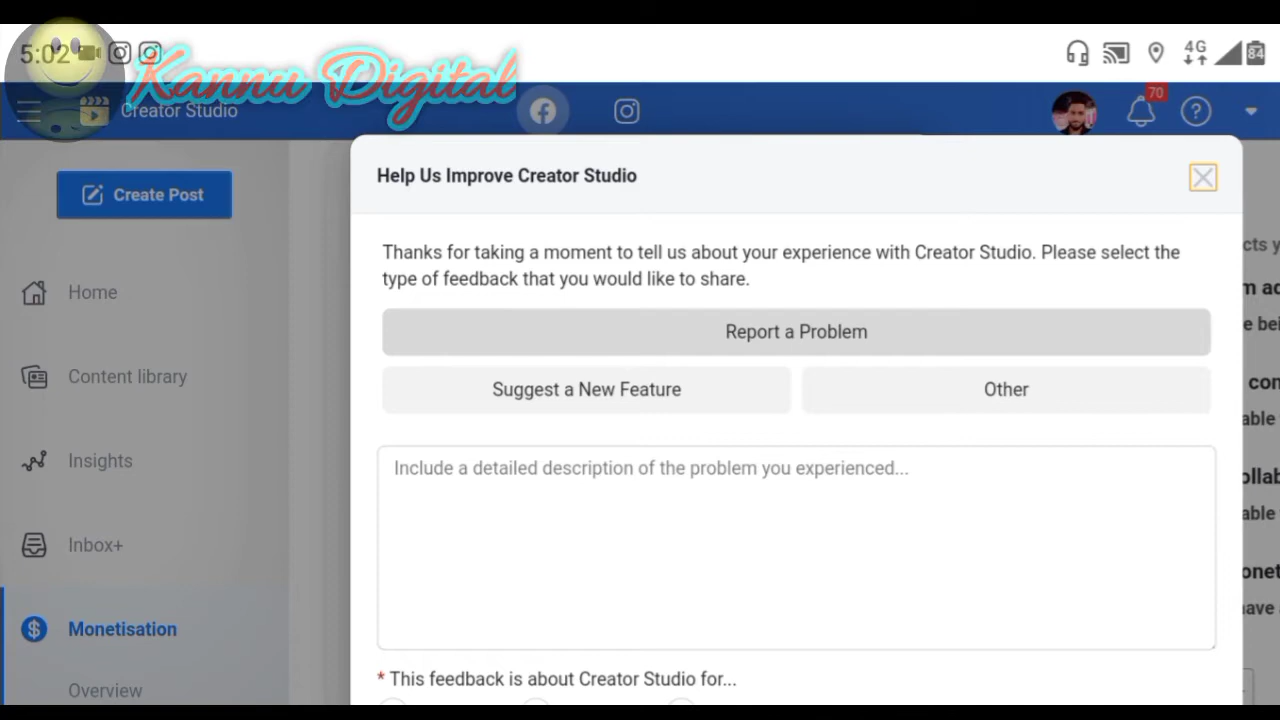 5:02
4G
84
Kannu Digital
Creator Studio
70
Create Post
Help Us Improve Creator Studio
Thanks for taking a moment to tell us about your experience with Creator Studio. Please select the
type of feedback that you would like to share.
Report a Problem
Suggest a New Feature
Other
Include a detailed description of the problem you experienced...
* This feedback is about Creator Studio for...
Home
Content library
Insights
Inbox+
Monetisation
Overview